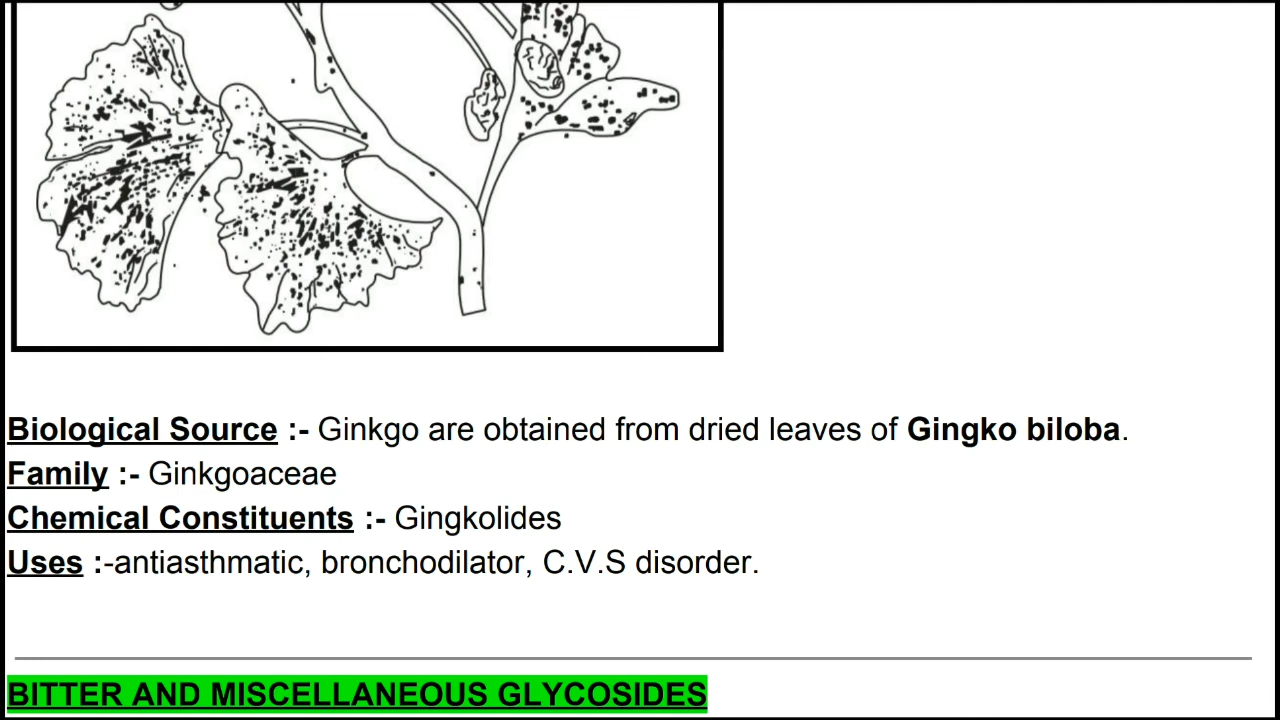 Biological Source :- Ginkgo are obtained from dried leaves of Gingko biloba.
Family :- Ginkgoaceae
Chemical Constituents :- Gingkolides
Uses :-antiasthmatic, bronchodilator, C.V.S disorder.
BITTER AND MISCELLANEOUS GLYCOSIDES